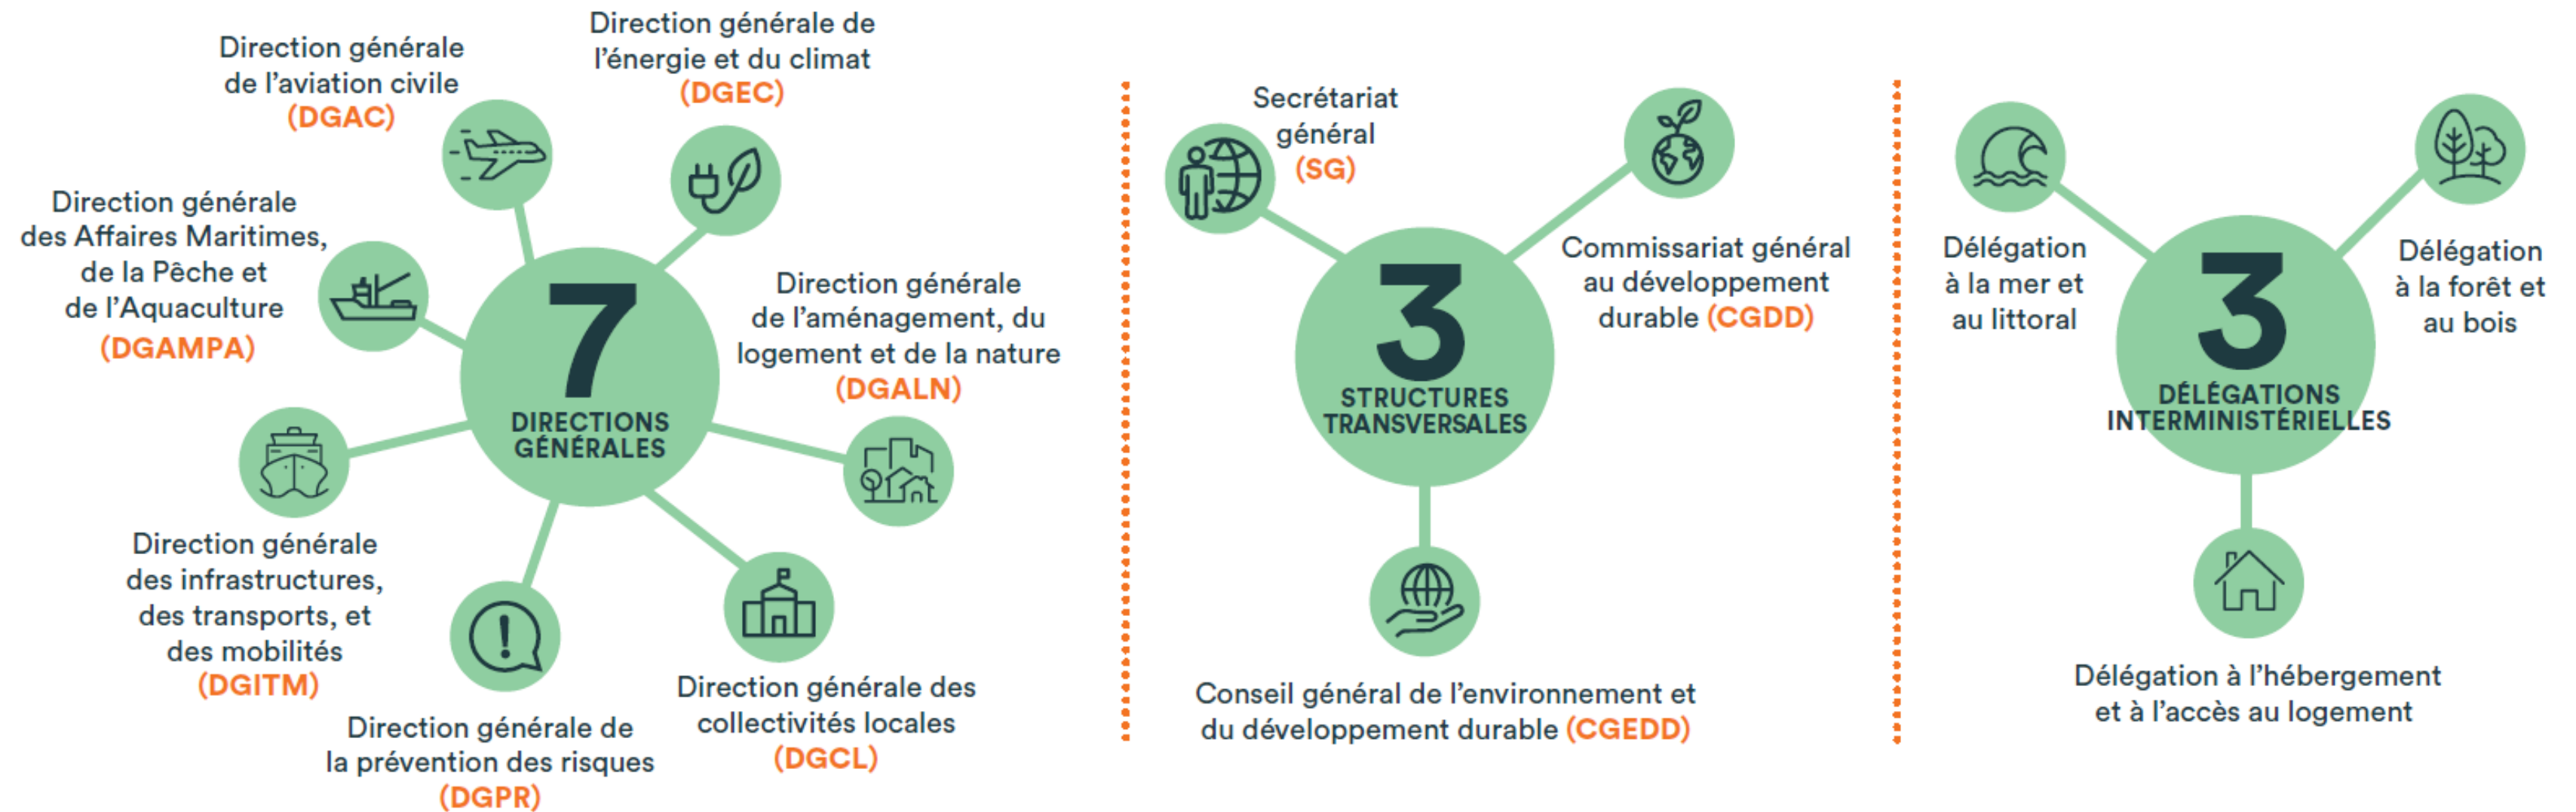 Direction générale
de l'aviation civile
(DGAC)
Direction générale de
l'énergie et du climat
(DGEC)
Direction générale
des Affaires Maritimes,
de la Pêche et
de l'Aquaculture
(DGAMPA)
Direction générale
de l'aménagement, du
logement et de la nature
(DGALN)
7
DIRECTIONS
GÉNÉRALES
Direction générale
des infrastructures,
des transports, et
des mobilités
(DGITM)
Direction générale de
la prévention des risques
(DGPR)
Direction générale des
collectivités locales
(DGCL)
Secrétariat
général
(SG)
Commissariat général
au développement
durable (CGDD)
3
STRUCTURES
TRANSVERSALES
Conseil général de l'environnement et
du développement durable (CGEDD)
Délégation
à la mer et
au littoral
Délégation
à la forêt et
au bois
3
DÉLÉGATIONS
INTERMINISTÉRIELLES
Délégation à l'hébergement
et à l'accès au logement